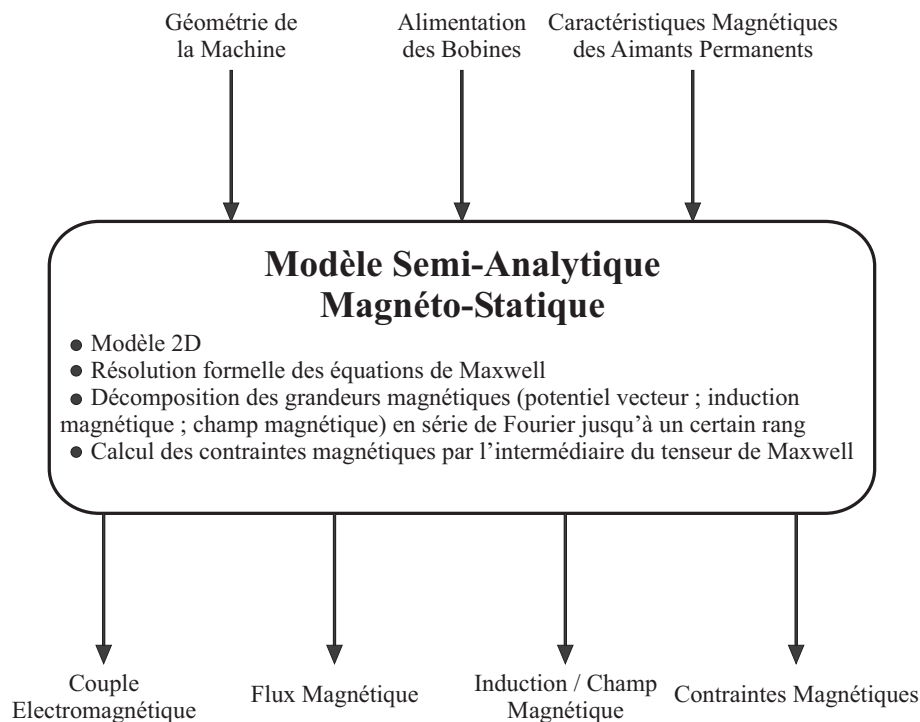 Géométrie de
la Machine
Alimentation
des Bobines
Caractéristiques Magnétiques
des Aimants Permanents
Modèle Semi-Analytique
Magnéto-Statique
● Modèle 2D
● Résolution formelle des équations de Maxwell
● Décomposition des grandeurs magnétiques (potentiel vecteur ; induction
magnétique ; champ magnétique) en série de Fourier jusqu'à un certain rang
● Calcul des contraintes magnétiques par l'intermédiaire du tenseur de Maxwell
Couple
Electromagnétique
Flux Magnétique
Induction / Champ
Magnétique
Contraintes Magnétiques